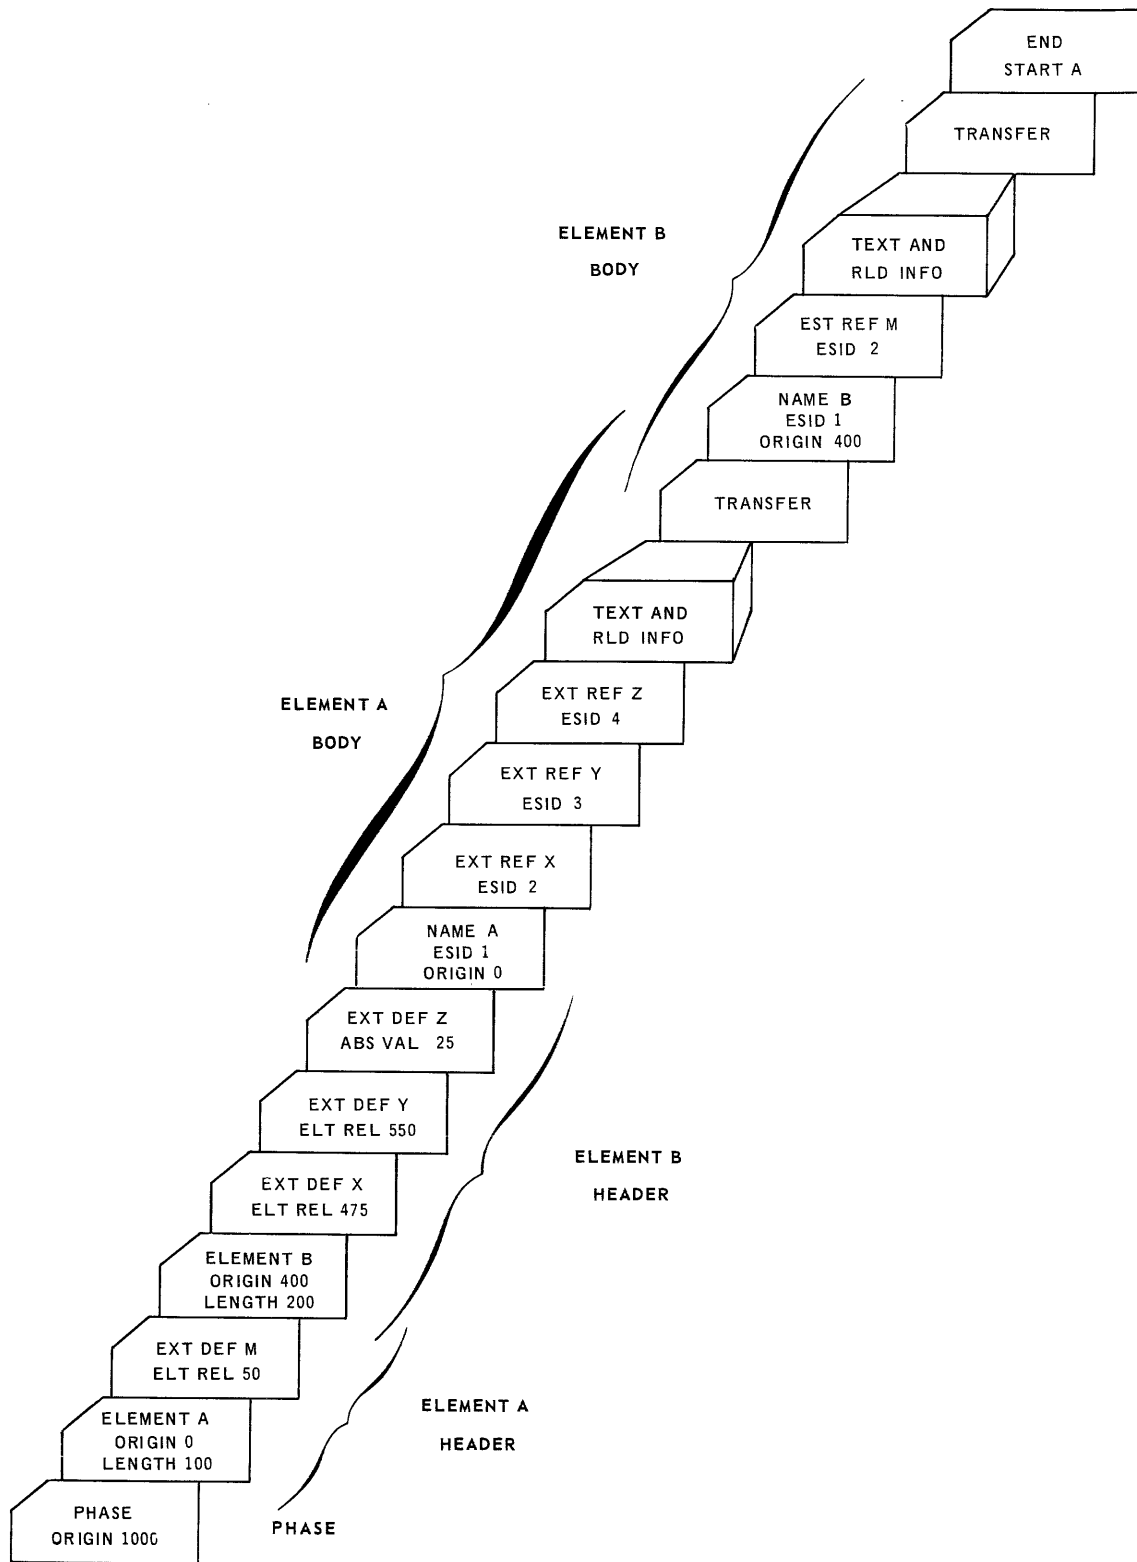 END
START A
TRANSFER
ELEMENT B
BODY
TEXT AND
RLD INFO
EST REF M
ESID 2
NAME B
ESID 1
ORIGIN 400
TRANSFER
TEXT AND
RLD INFO
ELEMENT A
BODY
EXT REF Z
ESID 4
EXT REF Y
ESID 3
EXT REF X
ESID 2
NAME A
ESID 1
ORIGIN 0
EXT DEF Z
ABS VAL 25
EXT DEF Y
ELT REL 550
ELEMENT B
HEADER
EXT DEF X
ELT REL 475
ELEMENT B
ORIGIN 400
LENGTH 200
EXT DEF M
ELT REL 50
ELEMENT A
HEADER
ELEMENT A
ORIGIN 0
LENGTH 100
PHASE
ORIGIN 1000
PHASE